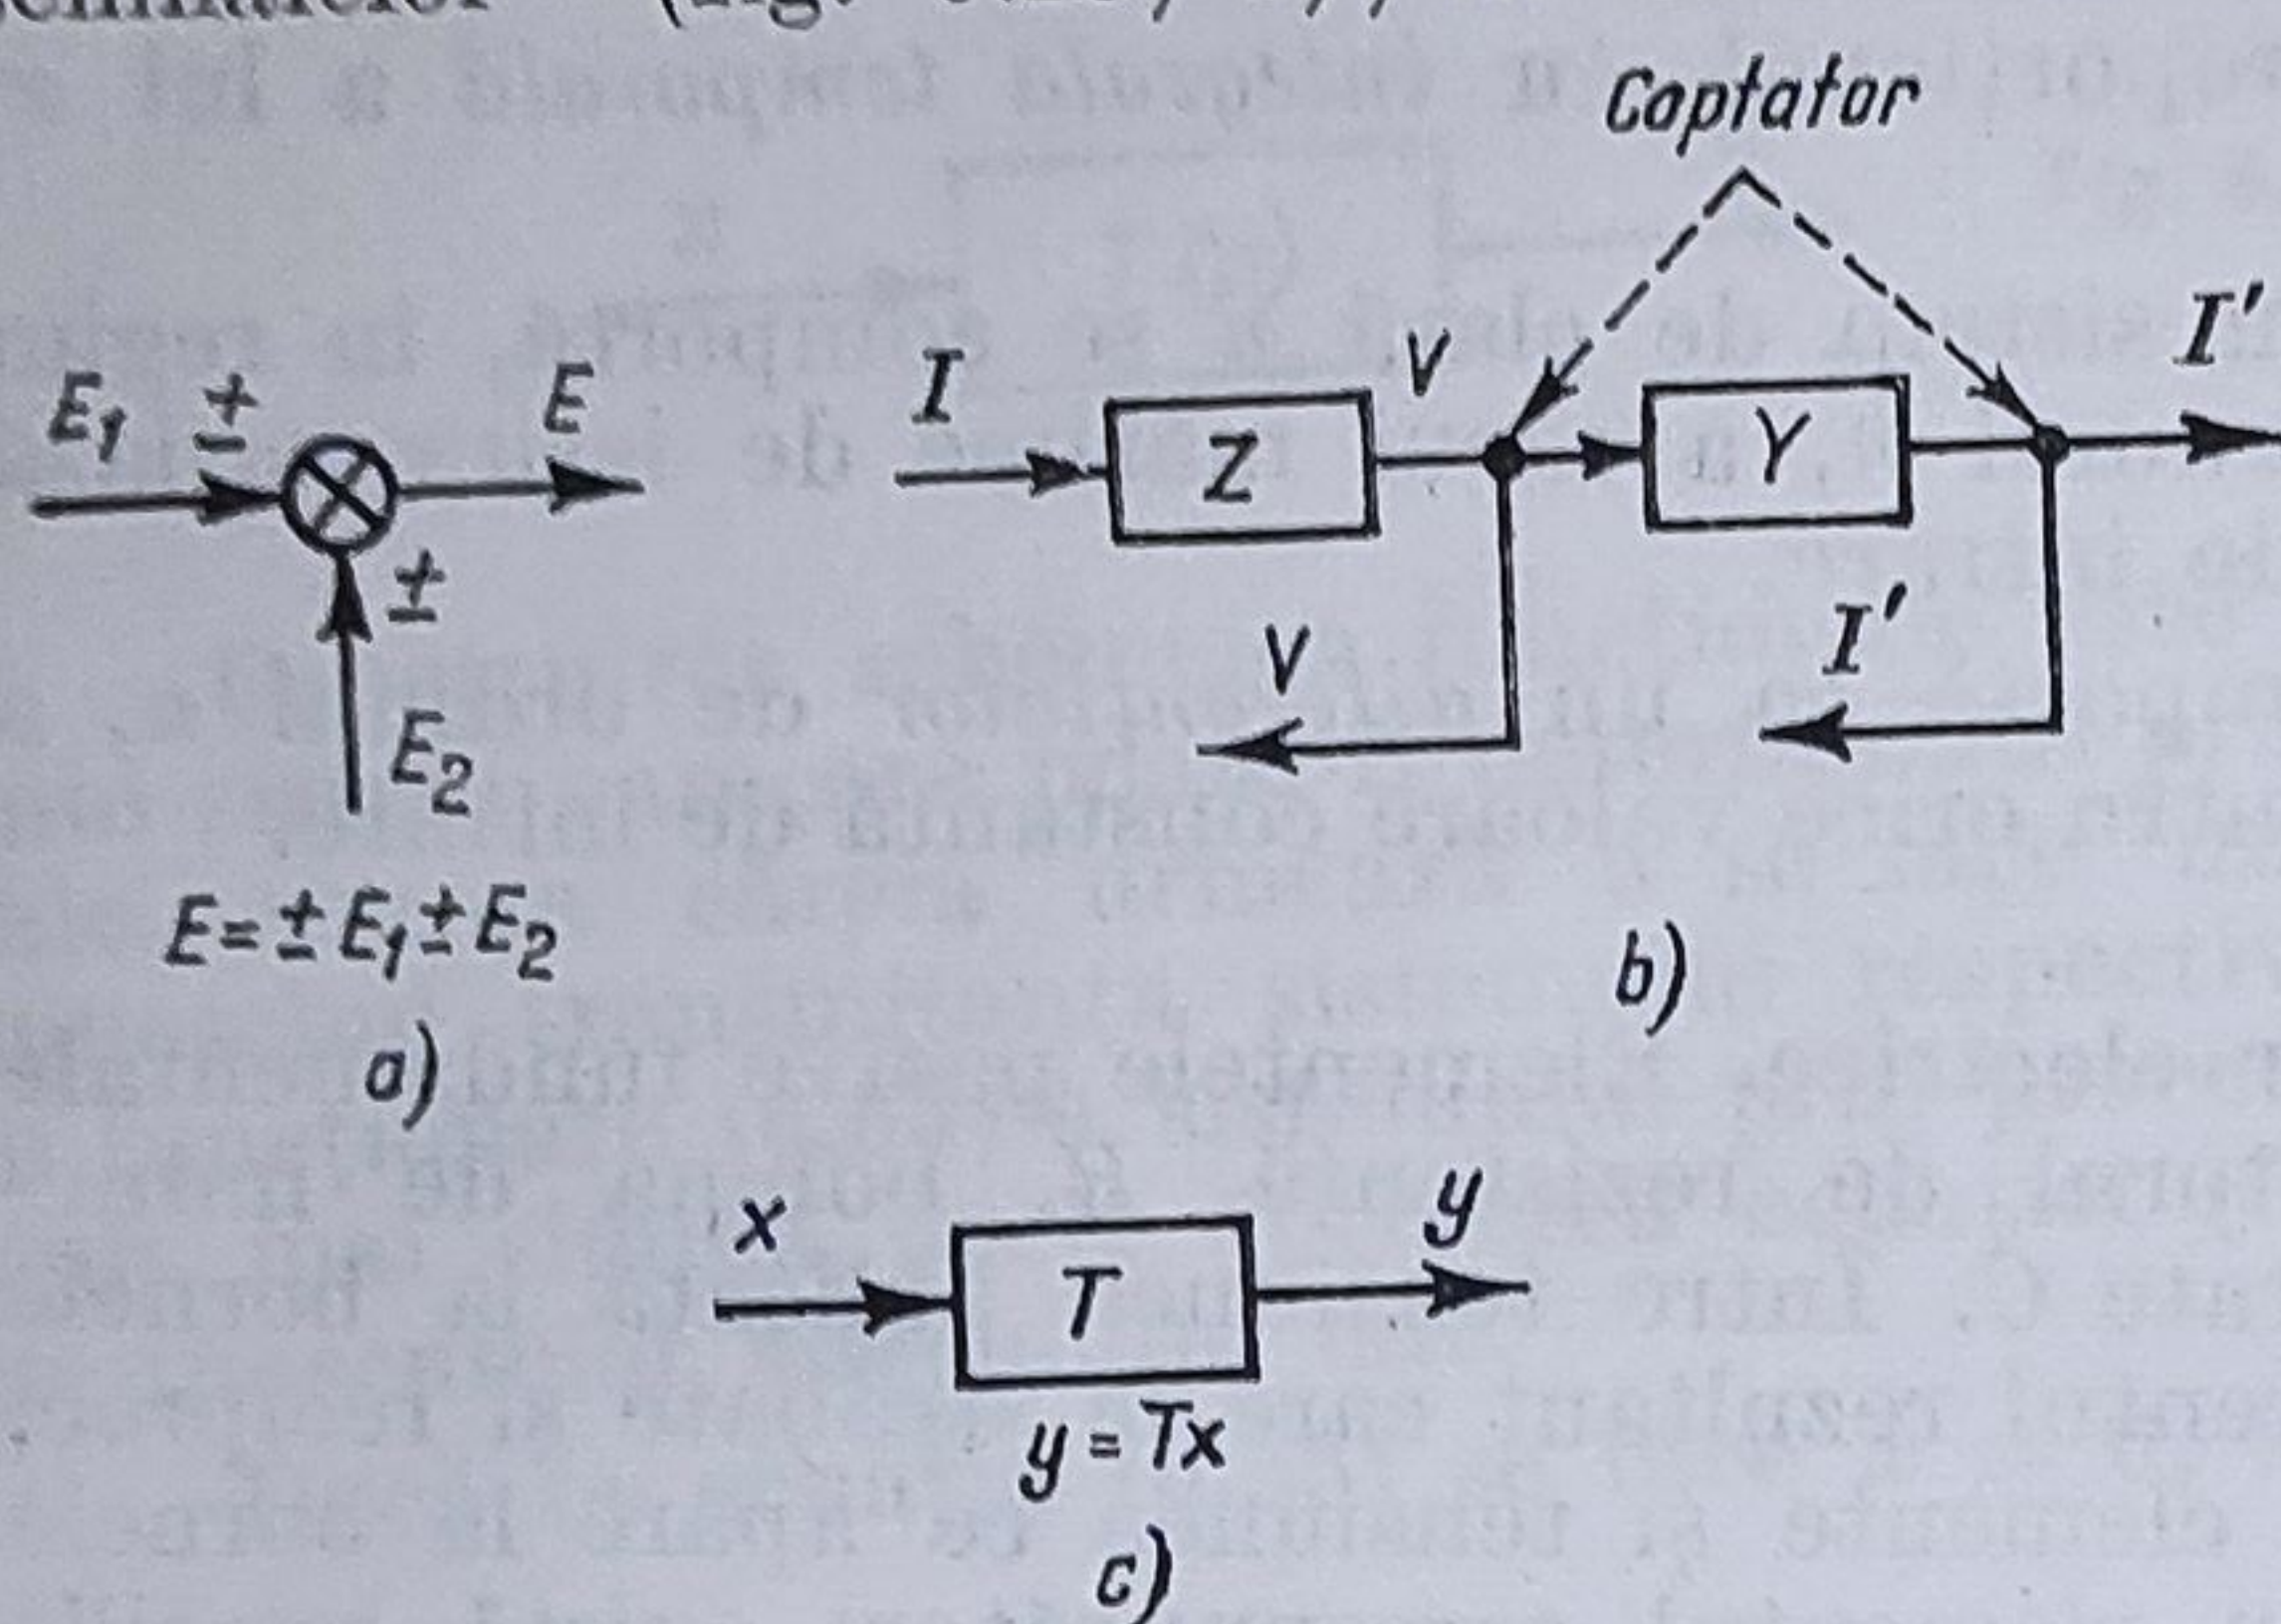 Captator
I'
I
V
E₁ ± E
Z
Y
±
I'
V
E₂
E=±E₁±E₂
b)
a)
x
y
T
y=Tx
c)